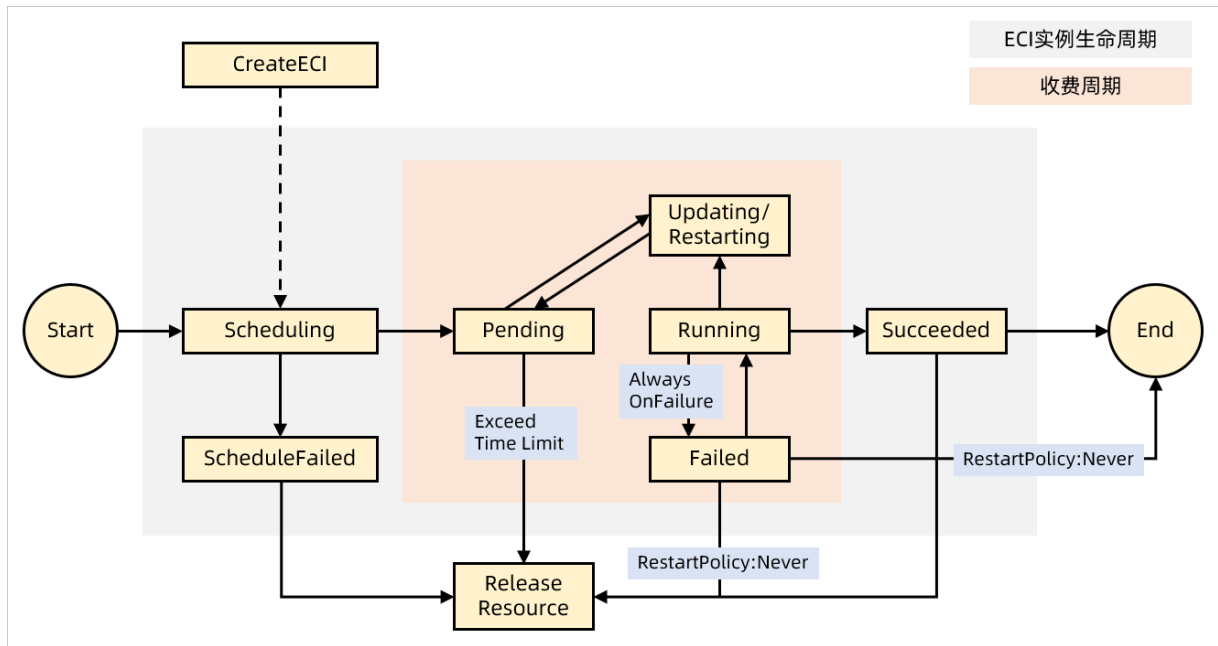 ECI实例生命周期
CreateECI
收费周期
Updating/
Restarting
Start
Scheduling
Pending
Running
Succeeded
End
Always
OnFailure
Exceed
Time Limit
ScheduleFailed
Failed
RestartPolicy:Never
RestartPolicy:Never
Release
Resource